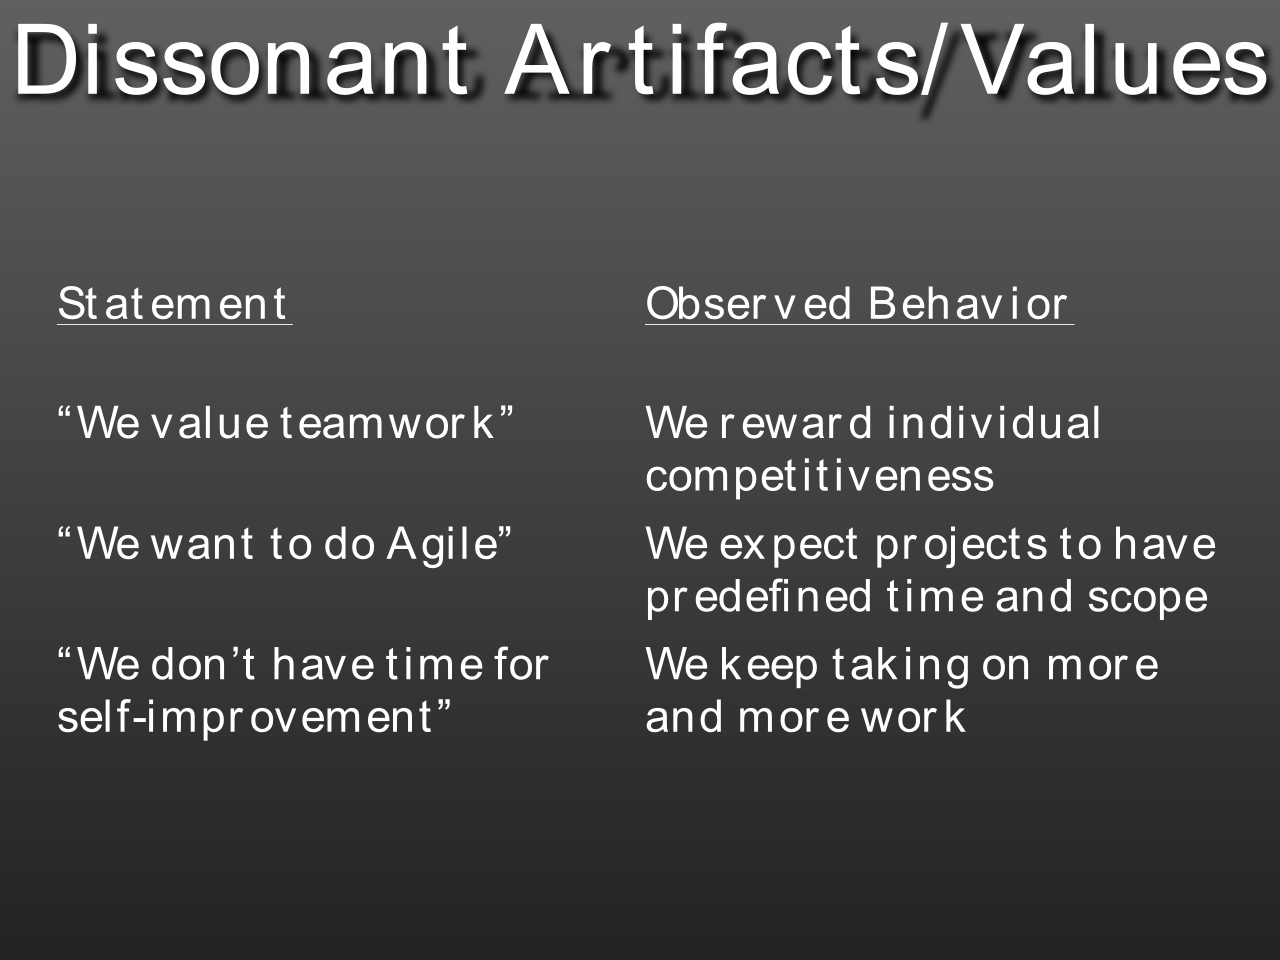 Dissonant Artifacts/Values
Statement
Observed Behavior
“We value teamwork”
We reward individual
competitiveness
“We want to do Agile”
We expect projects to have
predefined time and scope
“We don’t have time for
self-improvement”
We keep taking on more
and more work